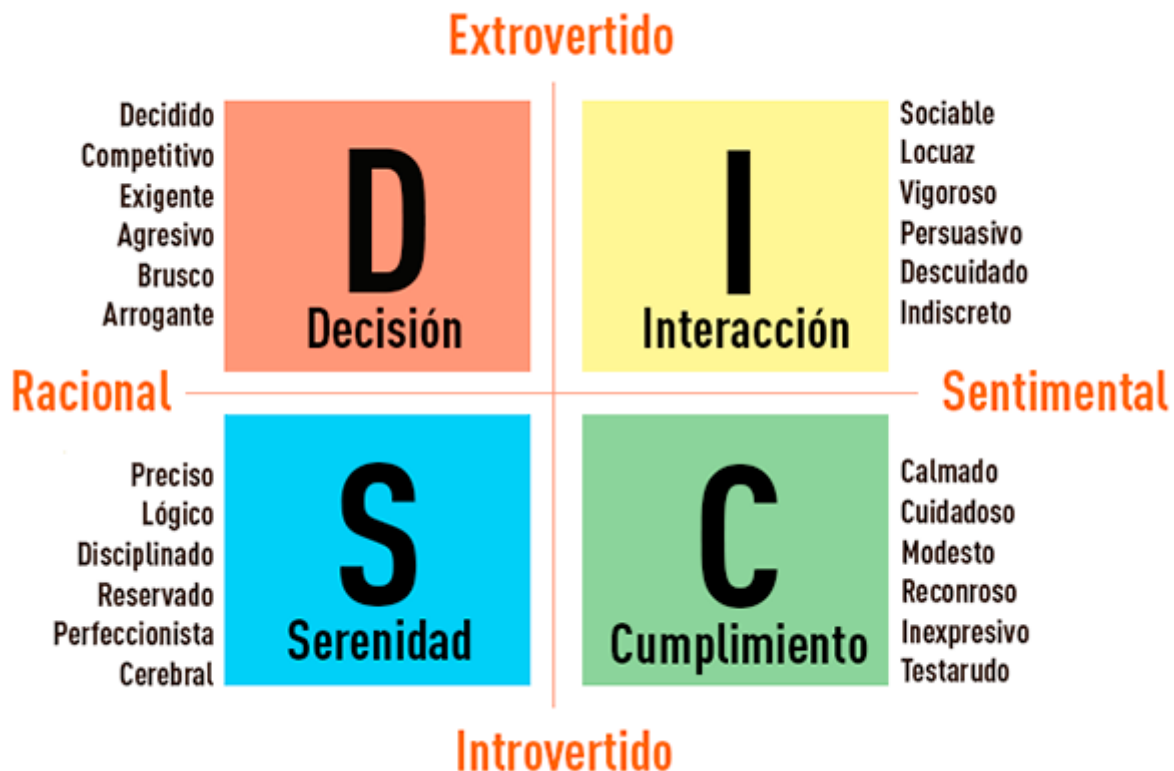 Extrovertido
Decidido
Competitivo
Exigente
Agresivo
Brusco
Arrogante
D
Decisión
I
Interacción
Sociable
Locuaz
Vigoroso
Persuasivo
Descuidado
Indiscreto
Racional
Sentimental
Preciso
Lógico
Disciplinado
Reservado
Perfeccionista
Cerebral
S
Serenidad
C
Cumplimiento
Calmado
Cuidadoso
Modesto
Reconroso
Inexpresivo
Testarudo
Introvertido